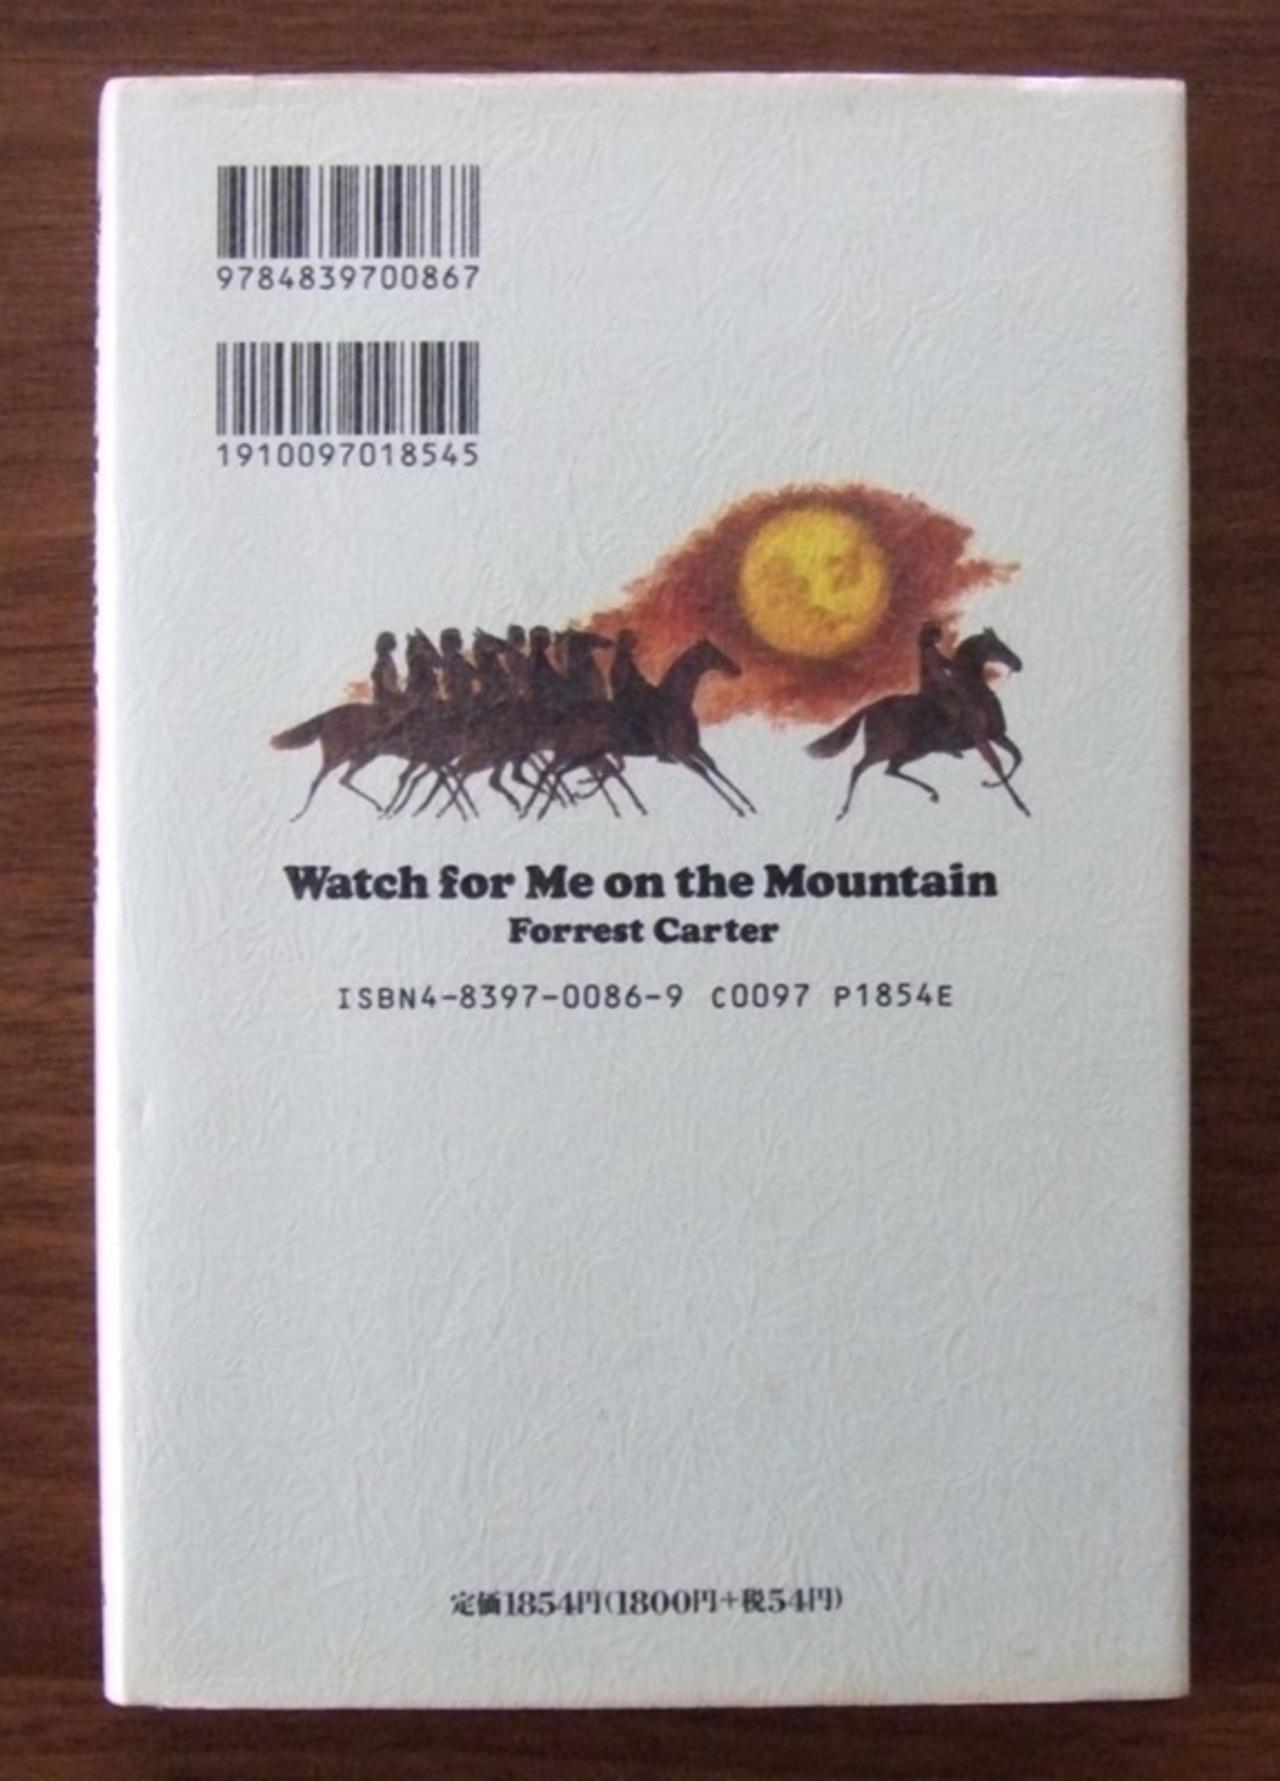 9784839700867
1910097018545
Watch for Me on the Mountain
Forrest Carter
ISBN4-8397-0086-9 C0097 P1854E
定価1854円(1800円+税54円)